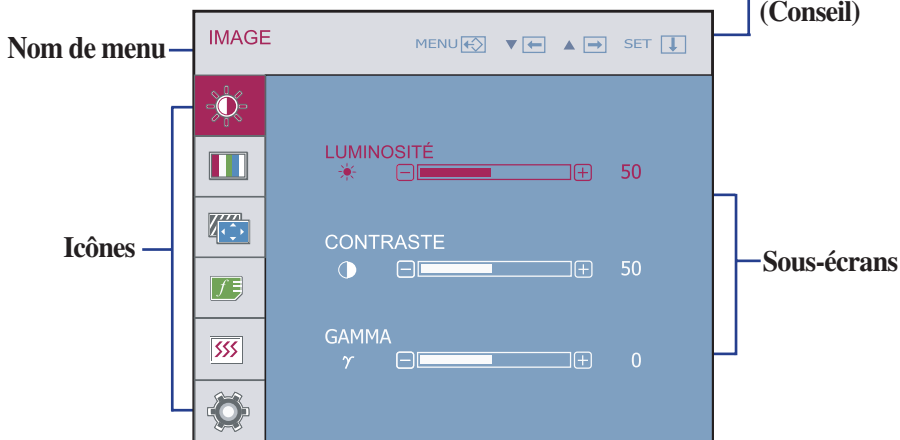 (Conseil)
Nom de menu
IMAGE MENU ▼ ▲ SET
LUMINOSITÉ
50
Icônes
CONTRASTE
50
Sous-écrans
GAMMA
γ 0